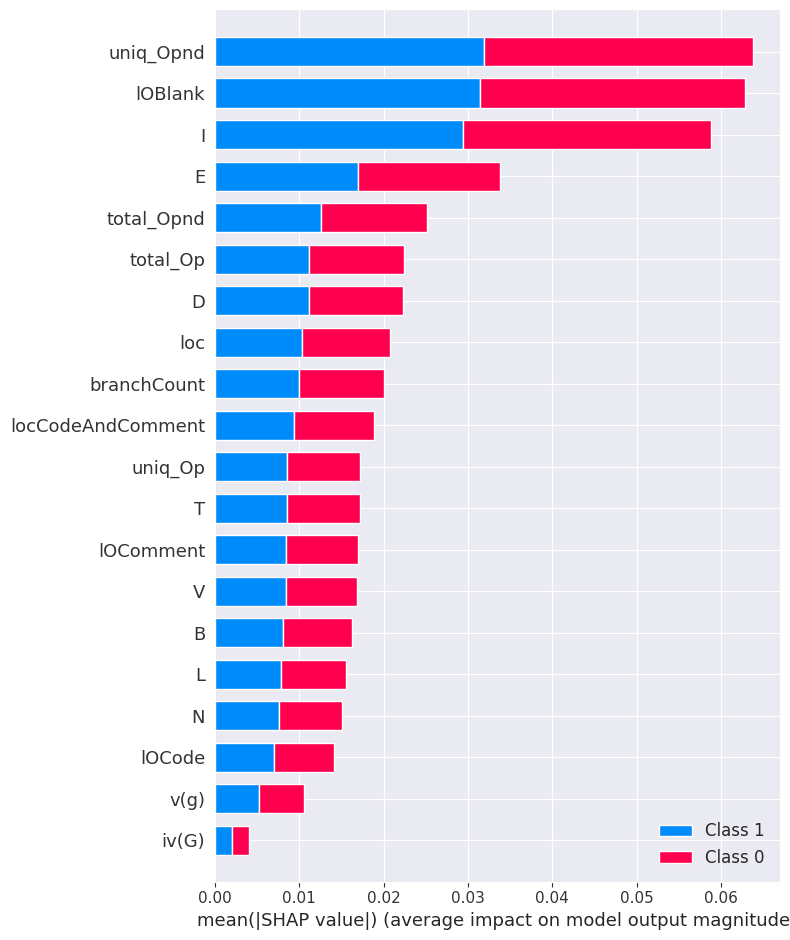 uniq_Opnd
lOBlank
I
E
total_Opnd
total_Op
D
loc
branchCount
locCodeAndComment
uniq_Op
T
lOComment
V
B
L
N
lOCode
v(g)
iv(G)
Class 1
Class 0
0.00 0.01 0.02 0.03 0.04 0.05 0.06
mean(|SHAP value|) (average impact on model output magnitude